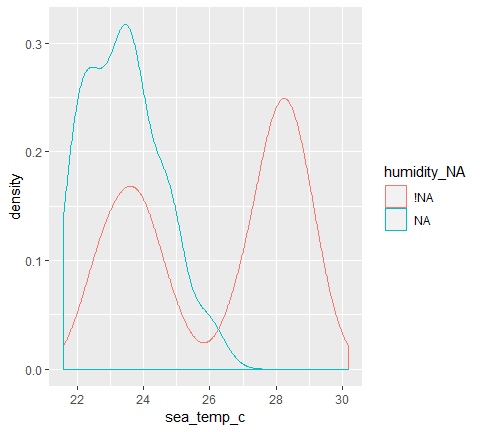 0.3
0.2
0.1
0.0
density
22 24 26 28 30
sea_temp_c
humidity_NA
!NA
NA